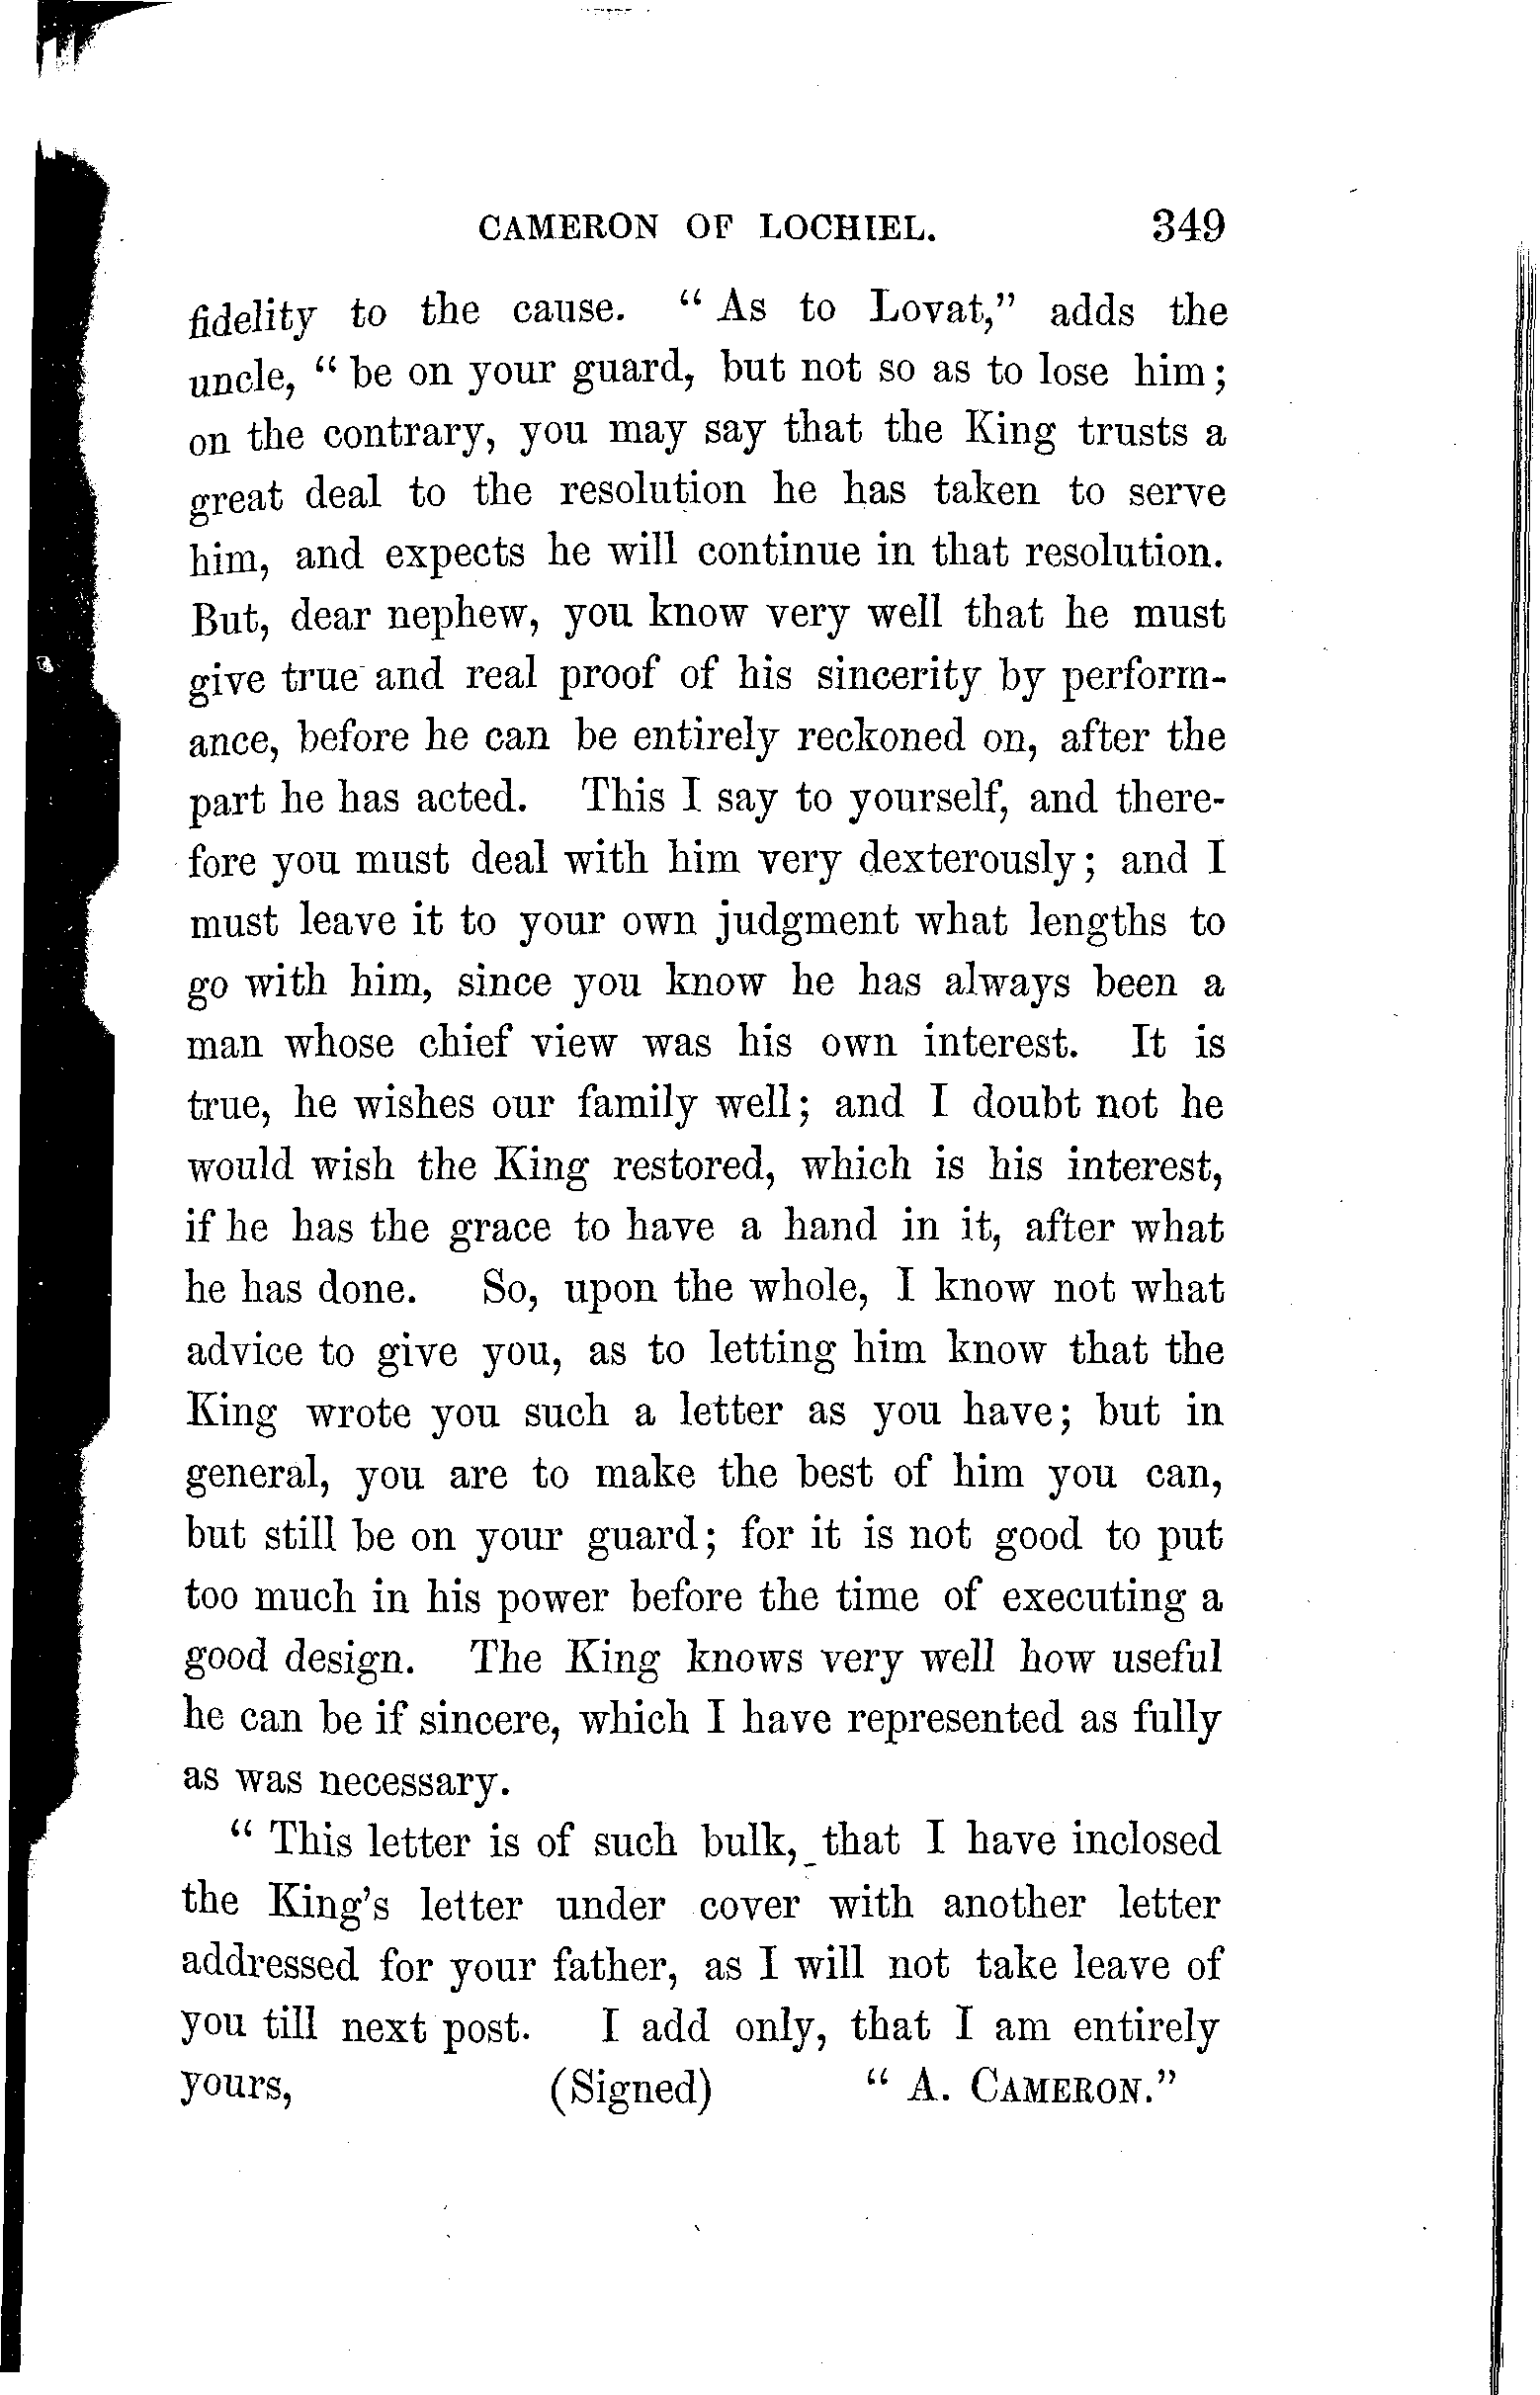 CAMERON OF LOCHIEL. 349
fidelity to the cause. “ As to Lovat,” adds the
uncle, “ be on your guard, but not so as to lose him;
on the contrary, you may say that the King trusts a
great deal to the resolution he has taken to serve
him, and expects he will continue in that resolution.
But, dear nephew, you know very well that he must
give true and real proof of his sincerity by perform-
ance, before he can be entirely reckoned on, after the
part he has acted. This I say to yourself, and there-
fore you must deal with him very dexterously; and I
must leave it to your own judgment what lengths to
go with him, since you know he has always been a
man whose chief view was his own interest. It is
true, he wishes our family well; and I doubt not he
would wish the King restored, which is his interest,
if he has the grace to have a hand in it, after what
he has done. So, upon the whole, I know not what
advice to give you, as to letting him know that the
King wrote you such a letter as you have; but in
general, you are to make the best of him you can,
but still be on your guard; for it is not good to put
too much in his power before the time of executing a
good design. The King knows very well how useful
he can be if sincere, which I have represented as fully
as was necessary.
“ This letter is of such bulk, that I have inclosed
the King’s letter under cover with another letter
addressed for your father, as I will not take leave of
you till next post. I add only, that I am entirely
yours, (Signed) “ A. CAMERON.”